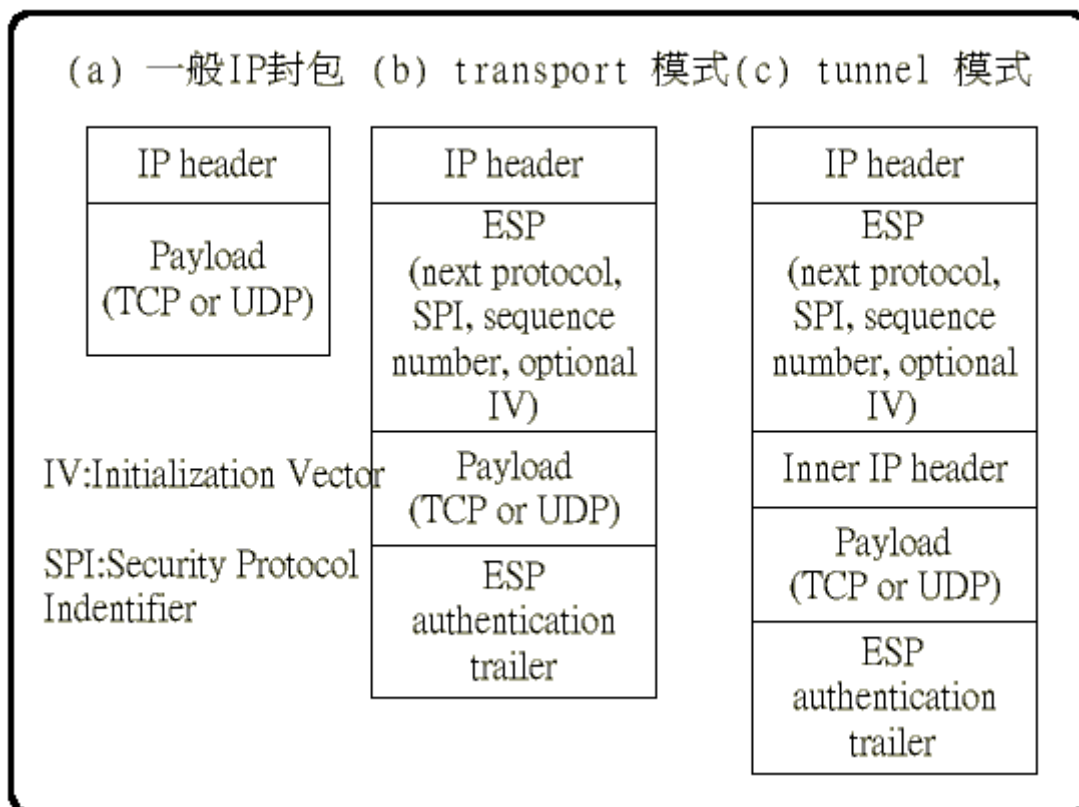 (a) 一般IP封包 (b) transport 模式(c) tunnel 模式
IP header
Payload
(TCP or UDP)
IP header
ESP
(next protocol,
SPI, sequence
number, optional
IV)
Payload
(TCP or UDP)
ESP
authentication
trailer
IP header
ESP
(next protocol,
SPI, sequence
number, optional
IV)
Inner IP header
Payload
(TCP or UDP)
ESP
authentication
trailer
IV:Initialization Vector
SPI:Security Protocol
Indentifier